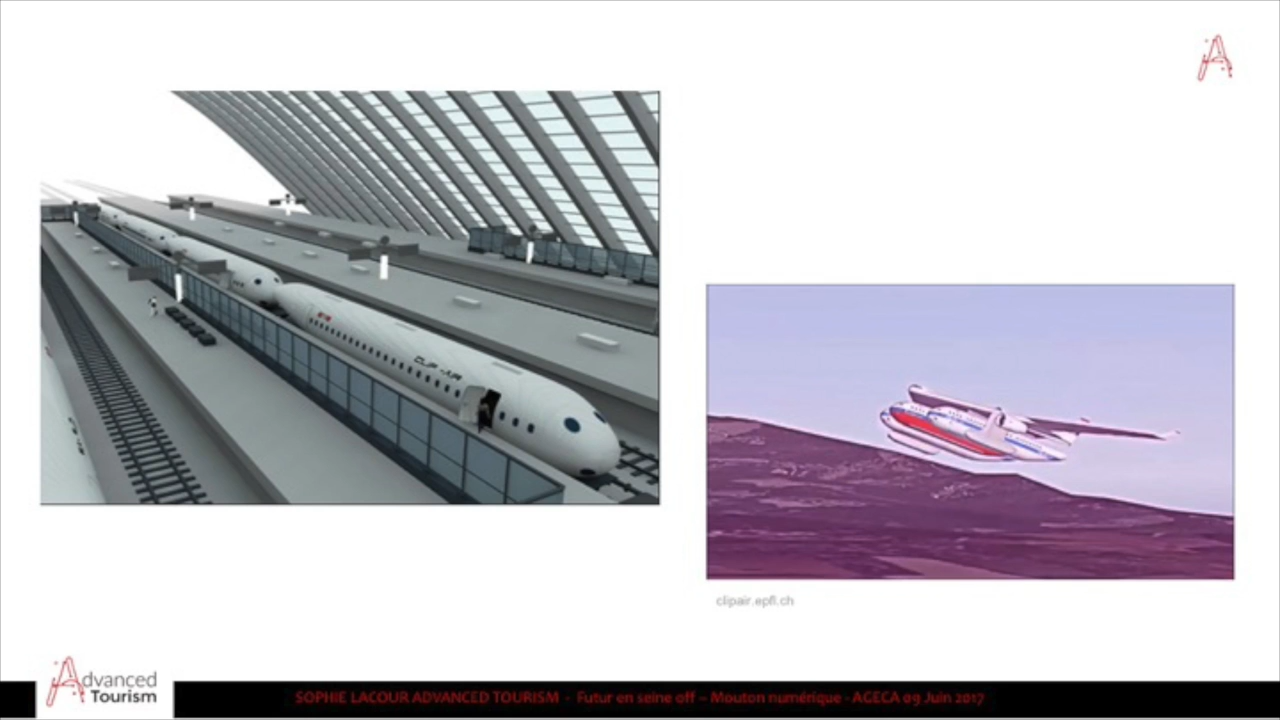 CLIP-AIR
clipair.epfl.ch
Advanced
Tourism
SOPHIE LACOUR ADVANCED TOURISM - Futur en seine off – Mouton numérique - AGECA 09 Juin 2017